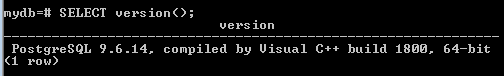 mydb=# SELECT version();
version
-------------------------------------------------------------
PostgreSQL 9.6.14, compiled by Visual C++ build 1800, 64-bit
(1 row)